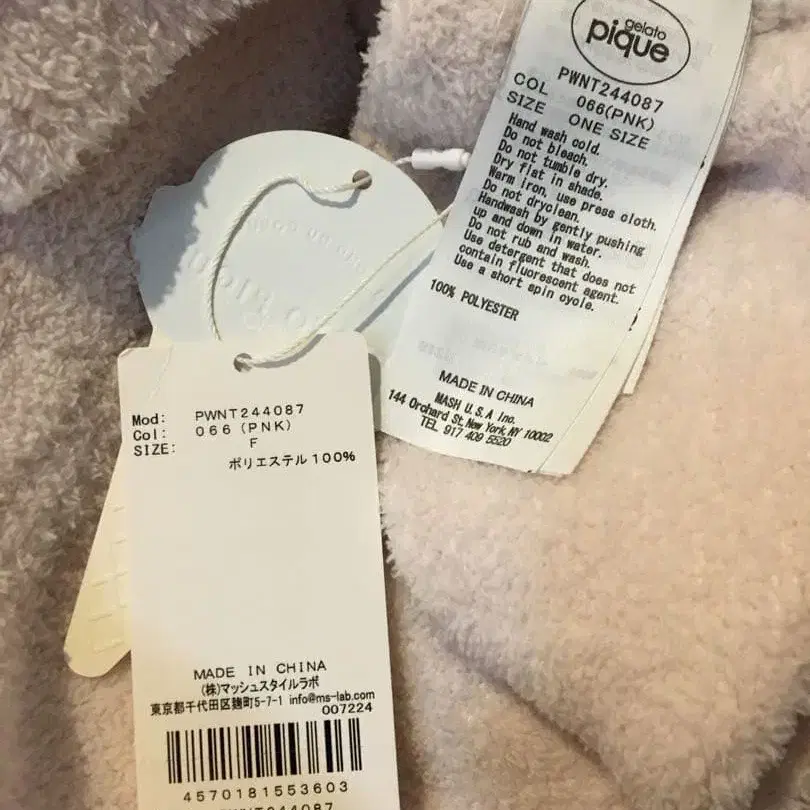 gelato
pique
PWNT244087
COL 066(PNK)
SIZE ONE SIZE
Hand wash cold.
Do not bleach.
Do not tumble dry.
Dry flat in shade.
Warm iron, use press cloth.
Do not dryclean.
Handwash by gently pushing
up and down in water.
Do not rub and wash.
Use detergent that does not
contain fluorescent agent.
Use a short spin cycle.
100% POLYESTER
MADE IN CHINA
MASH U.S.A Inc.
144 Orchard St. New York, NY 10002
TEL 917 409 5520
Mod: PWNT244087
Col: 066 (PNK)
SIZE: F
ポリエステル100%
MADE IN CHINA
(株)マッシュスタイルラボ
東京都千代田区麹町5-7-1 info@ms-lab.com
007224
4570181553603
PWNT244087